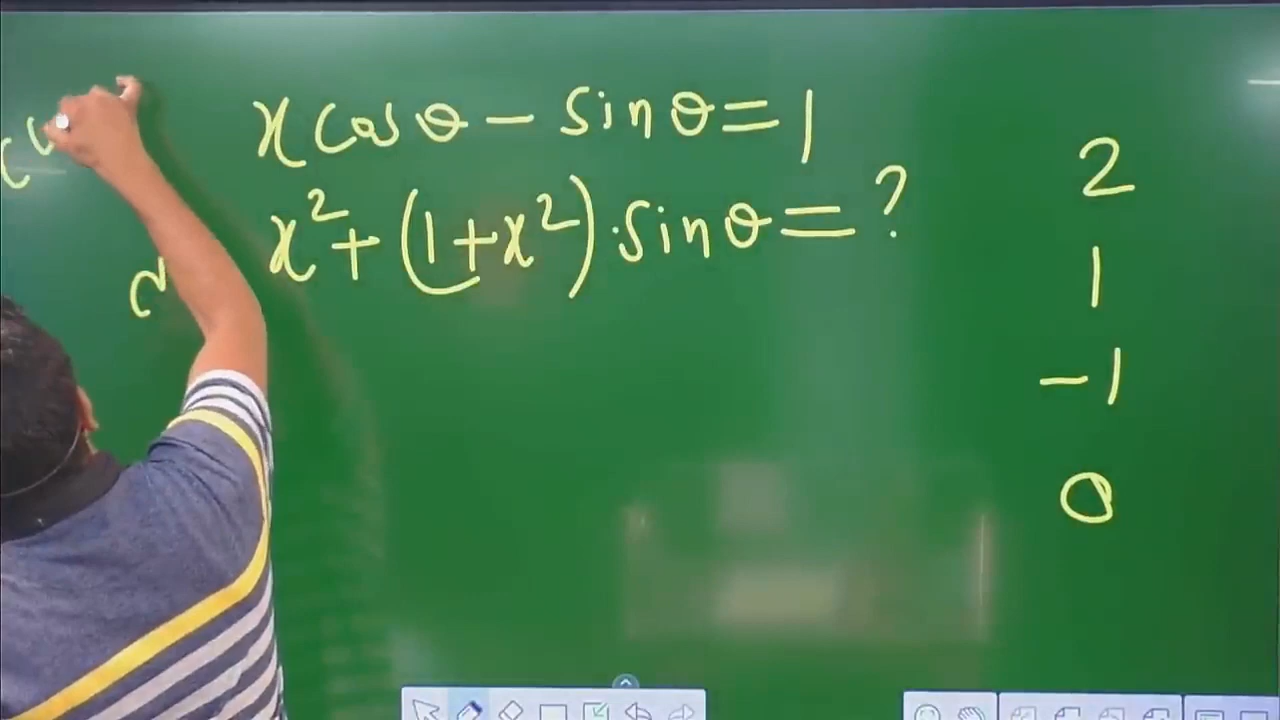 x cos θ − sin θ = 1
x² + (1 + x²) · sin θ = ?
2
1
−1
0